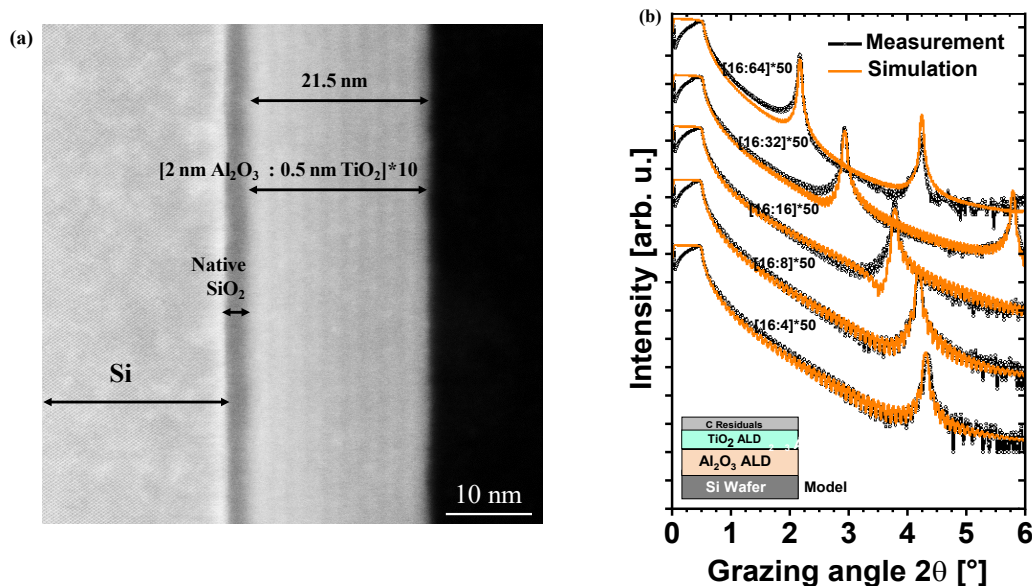 (a)
21.5 nm
[2 nm Al₂O₃ : 0.5 nm TiO₂]*10
Native
SiO₂
Si
10 nm
(b)
Intensity [arb. u.]
Measurement
Simulation
[16:64]*50
[16:32]*50
[16:16]*50
[16:8]*50
[16:4]*50
C Residuals
TiO₂ ALD
Al₂O₃ ALD
Si Wafer
Model
0 1 2 3 4 5 6
Grazing angle 2θ [°]